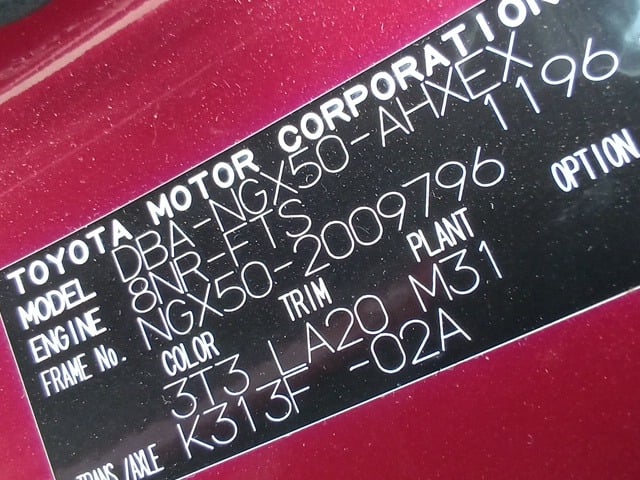 TOYOTA MOTOR CORPORATION
MODEL DBA-NGX50-AHXEX
ENGINE 8NR-FTS 1196
FRAME No. NGX50-2009796
COLOR TRIM PLANT OPTION
3T3 LA20 M31
TRANS/AXLE K313F -02A